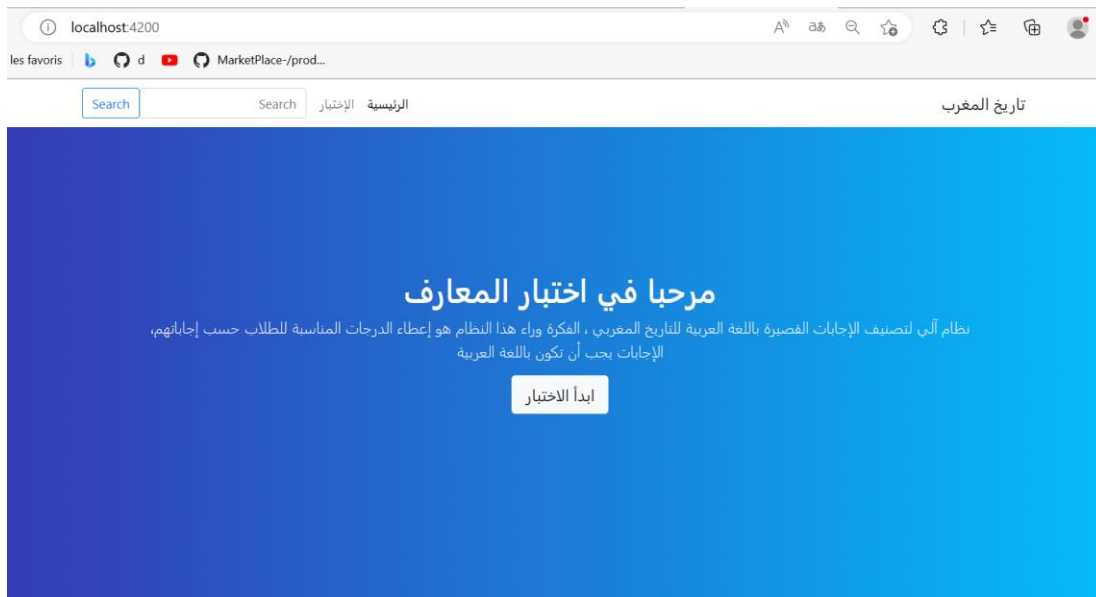 localhost:4200
les favoris d MarketPlace-/prod...
تاريخ المغرب
الرئيسية الإختبار Search Search
مرحبا في اختبار المعارف
نظام آلي لتصنيف الإجابات القصيرة باللغة العربية للتاريخ المغربي ، الفكرة وراء هذا النظام هو إعطاء الدرجات المناسبة للطلاب حسب إجاباتهم,
الإجابات يجب أن تكون باللغة العربية
ابدأ الاختبار